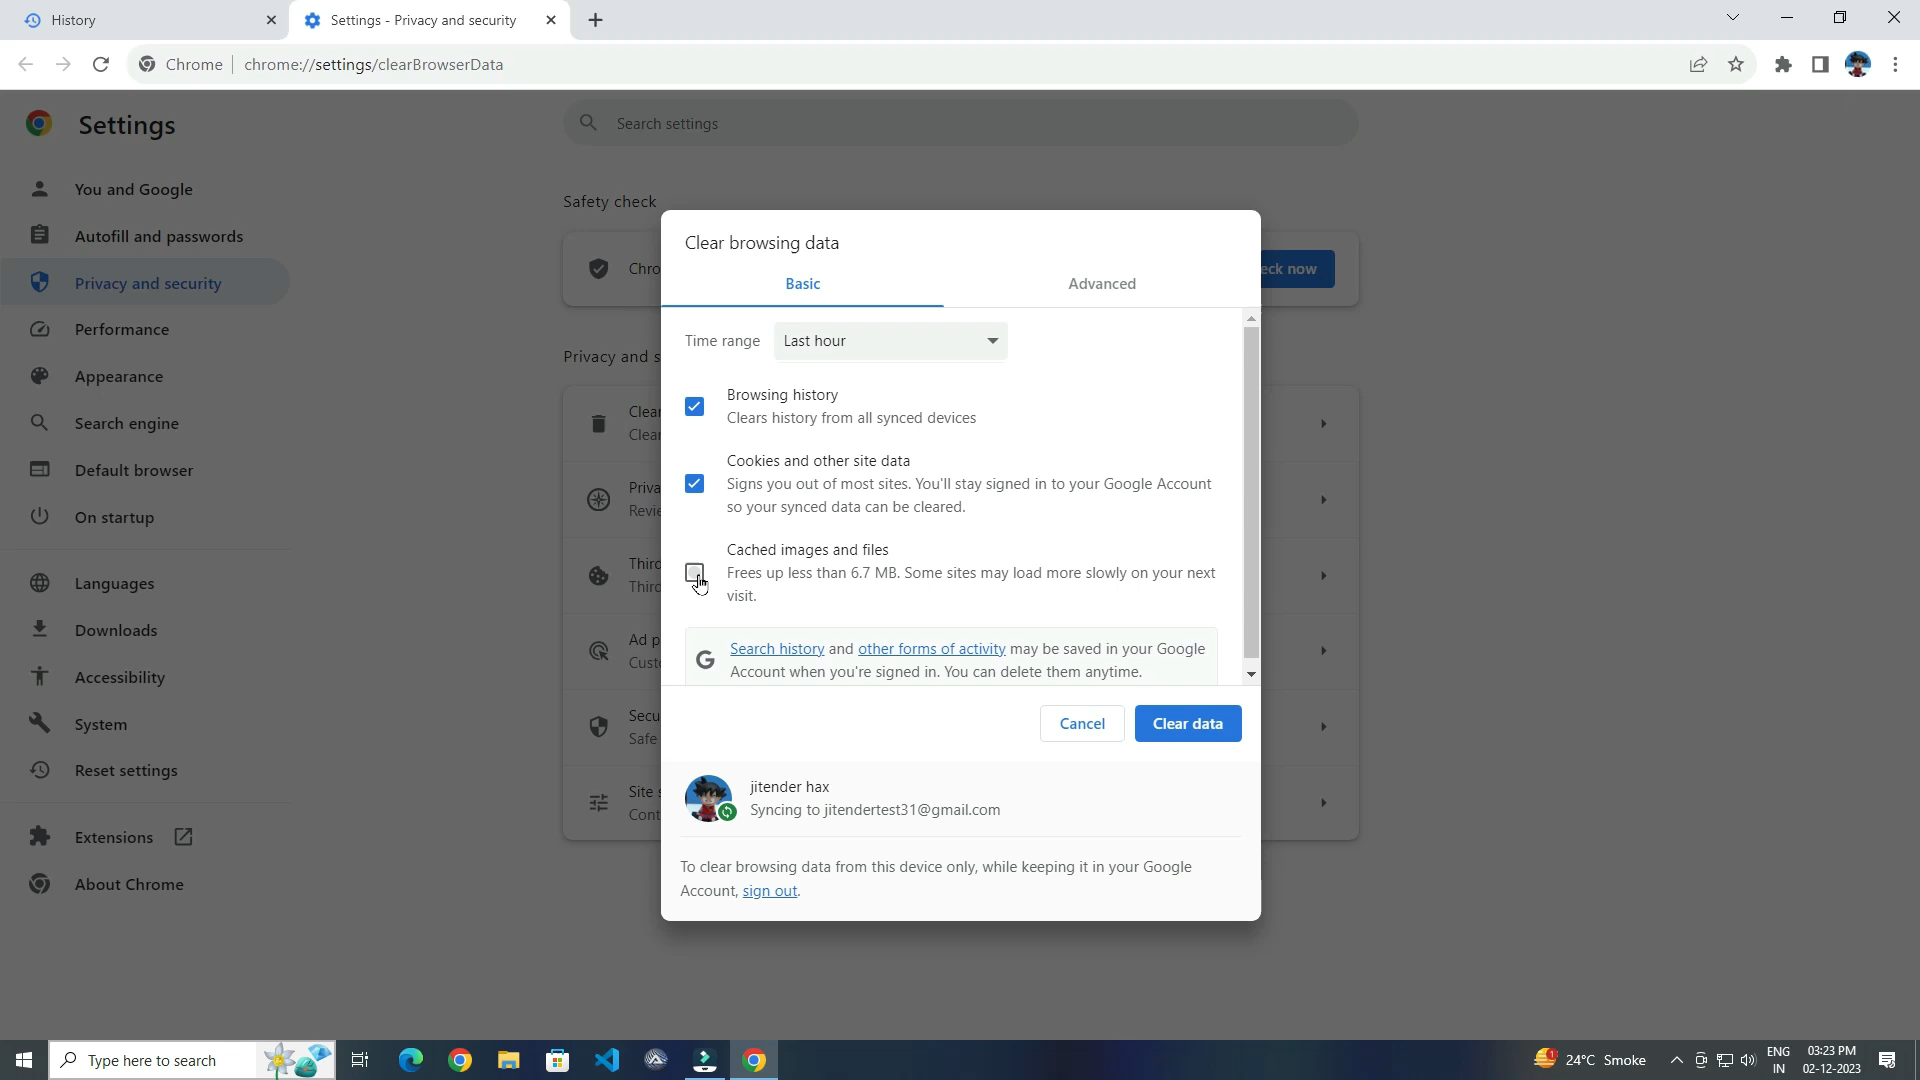 History
Settings - Privacy and security
Chrome
chrome://settings/clearBrowserData
Settings
Search settings
You and Google
Autofill and passwords
Privacy and security
Performance
Appearance
Search engine
Default browser
On startup
Languages
Downloads
Accessibility
System
Reset settings
Extensions
About Chrome
Safety check
Chro
eck now
Privacy and s
Clear
Clear
Priva
Revie
Third
Third
Ad p
Custo
Secu
Safe
Site s
Cont
Clear browsing data
Basic
Advanced
Time range
Last hour
Browsing history
Clears history from all synced devices
Cookies and other site data
Signs you out of most sites. You'll stay signed in to your Google Account
so your synced data can be cleared.
Cached images and files
Frees up less than 6.7 MB. Some sites may load more slowly on your next
visit.
Search history and other forms of activity may be saved in your Google
Account when you're signed in. You can delete them anytime.
Cancel
Clear data
jitender hax
Syncing to jitendertest31@gmail.com
To clear browsing data from this device only, while keeping it in your Google
Account, sign out.
Type here to search
1
24°C Smoke
ENG
IN
03:23 PM
02-12-2023